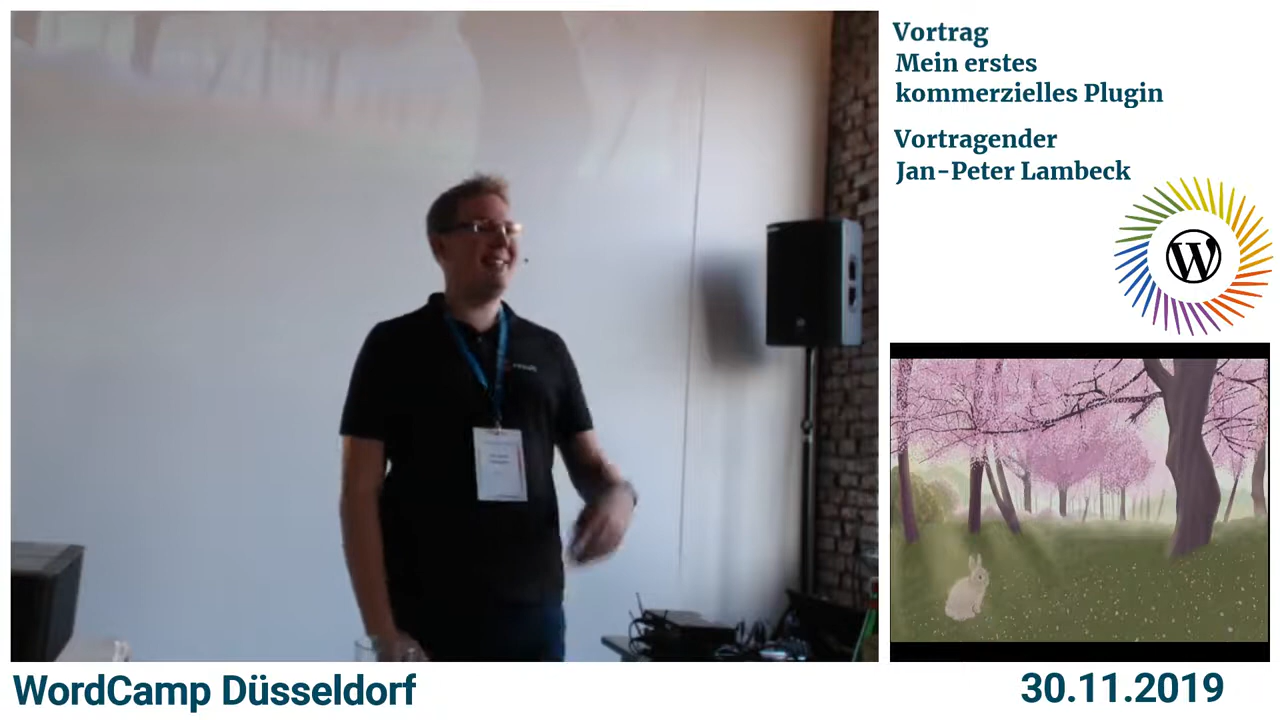 Vortrag
Mein erstes
kommerzielles Plugin
Vortragender
Jan-Peter Lambeck
WordCamp Düsseldorf
30.11.2019